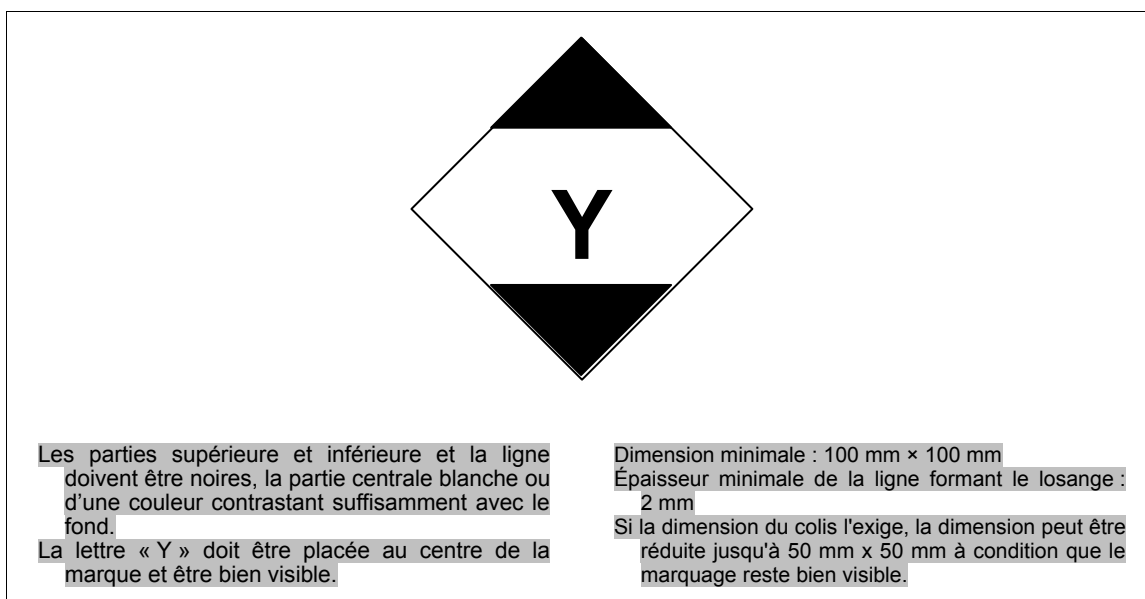 Y
Les parties supérieure et inférieure et la ligne
doivent être noires, la partie centrale blanche ou
d’une couleur contrastant suffisamment avec le
fond.
La lettre « Y » doit être placée au centre de la
marque et être bien visible.
Dimension minimale : 100 mm × 100 mm
Épaisseur minimale de la ligne formant le losange :
2 mm
Si la dimension du colis l'exige, la dimension peut être
réduite jusqu'à 50 mm x 50 mm à condition que le
marquage reste bien visible.